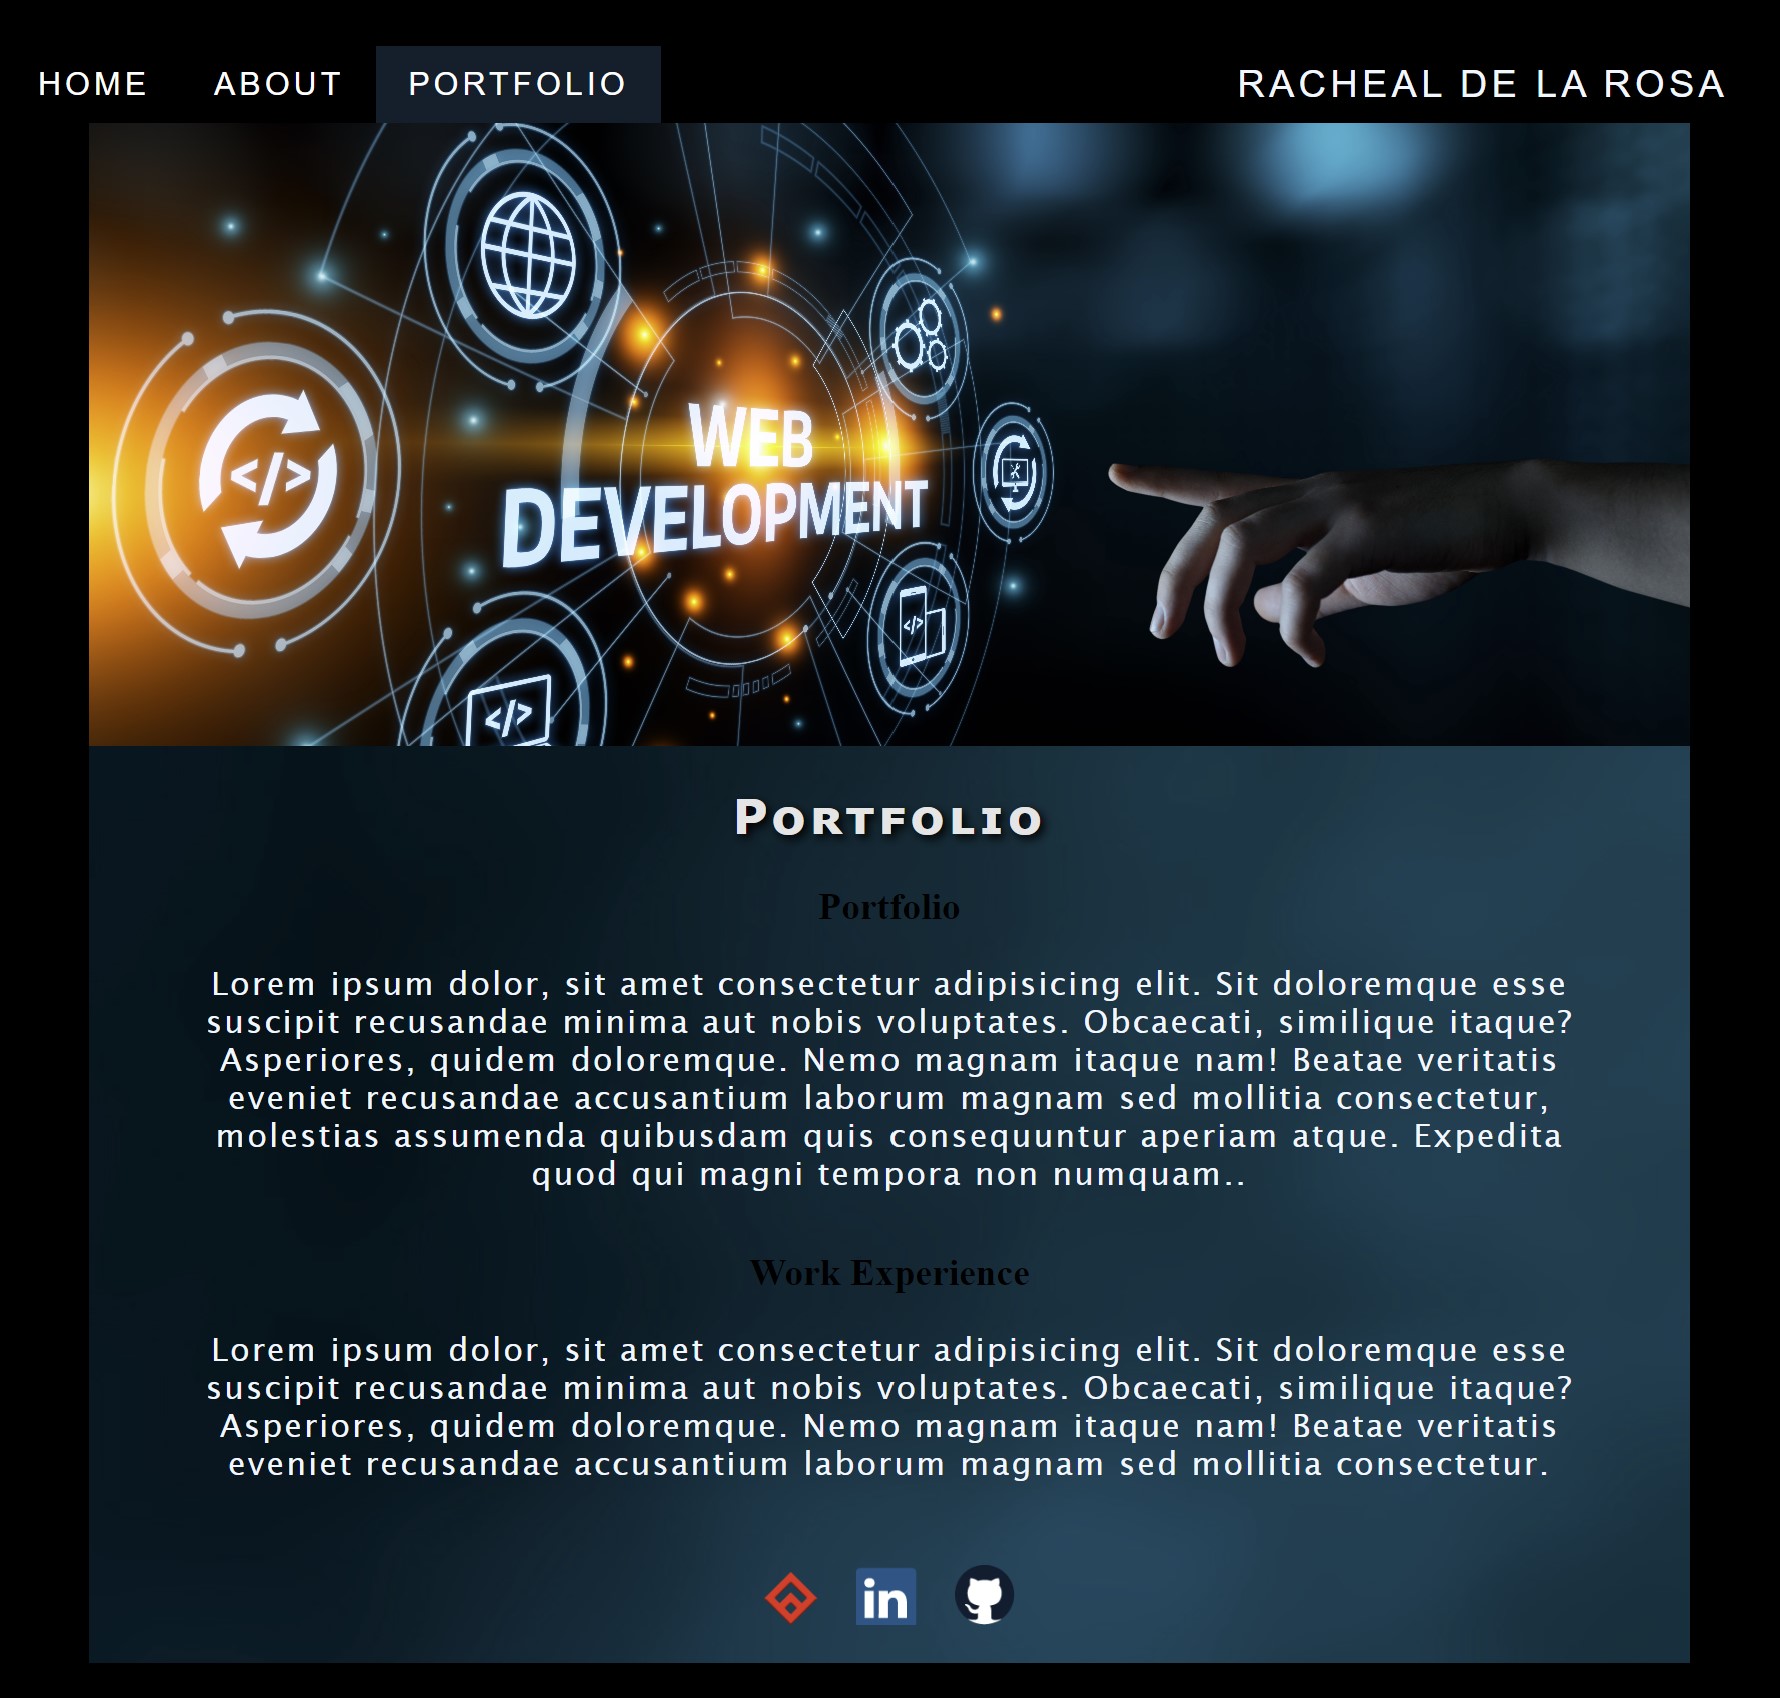 HOME ABOUT PORTFOLIO RACHEAL DE LA ROSA
</>
WEB
DEVELOPMENT
</>
</>
Portfolio
Portfolio
Lorem ipsum dolor, sit amet consectetur adipisicing elit. Sit doloremque esse
suscipit recusandae minima aut nobis voluptates. Obcaecati, similique itaque?
Asperiores, quidem doloremque. Nemo magnam itaque nam! Beatae veritatis
eveniet recusandae accusantium laborum magnam sed mollitia consectetur,
molestias assumenda quibusdam quis consequuntur aperiam atque. Expedita
quod qui magni tempora non numquam..
Work Experience
Lorem ipsum dolor, sit amet consectetur adipisicing elit. Sit doloremque esse
suscipit recusandae minima aut nobis voluptates. Obcaecati, similique itaque?
Asperiores, quidem doloremque. Nemo magnam itaque nam! Beatae veritatis
eveniet recusandae accusantium laborum magnam sed mollitia consectetur.
in